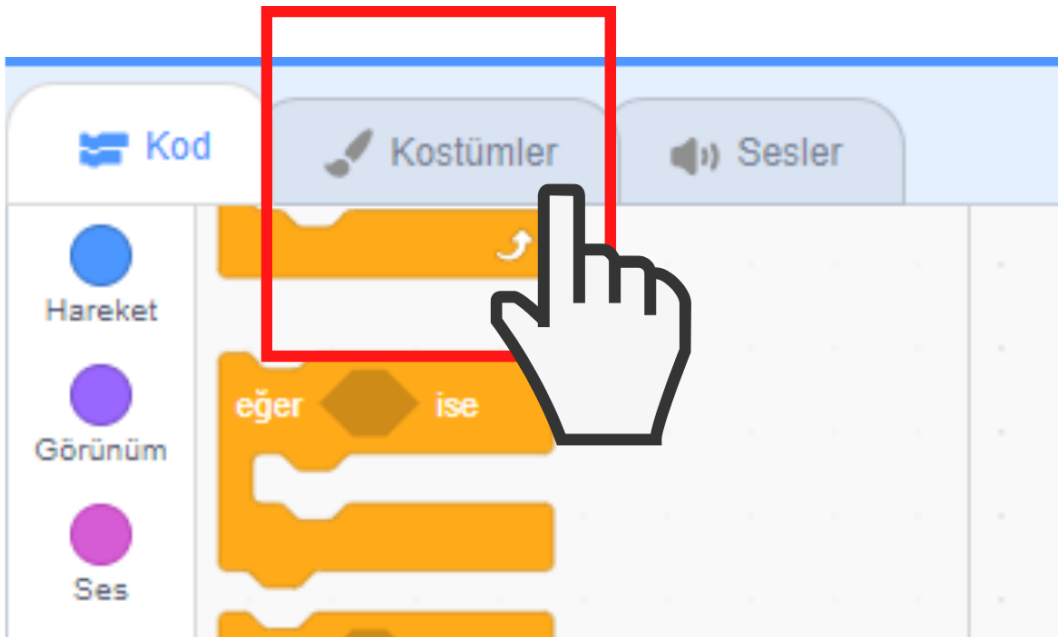 Kod
Kostümler
Sesler
Hareket
Görünüm
Ses
eğer ise